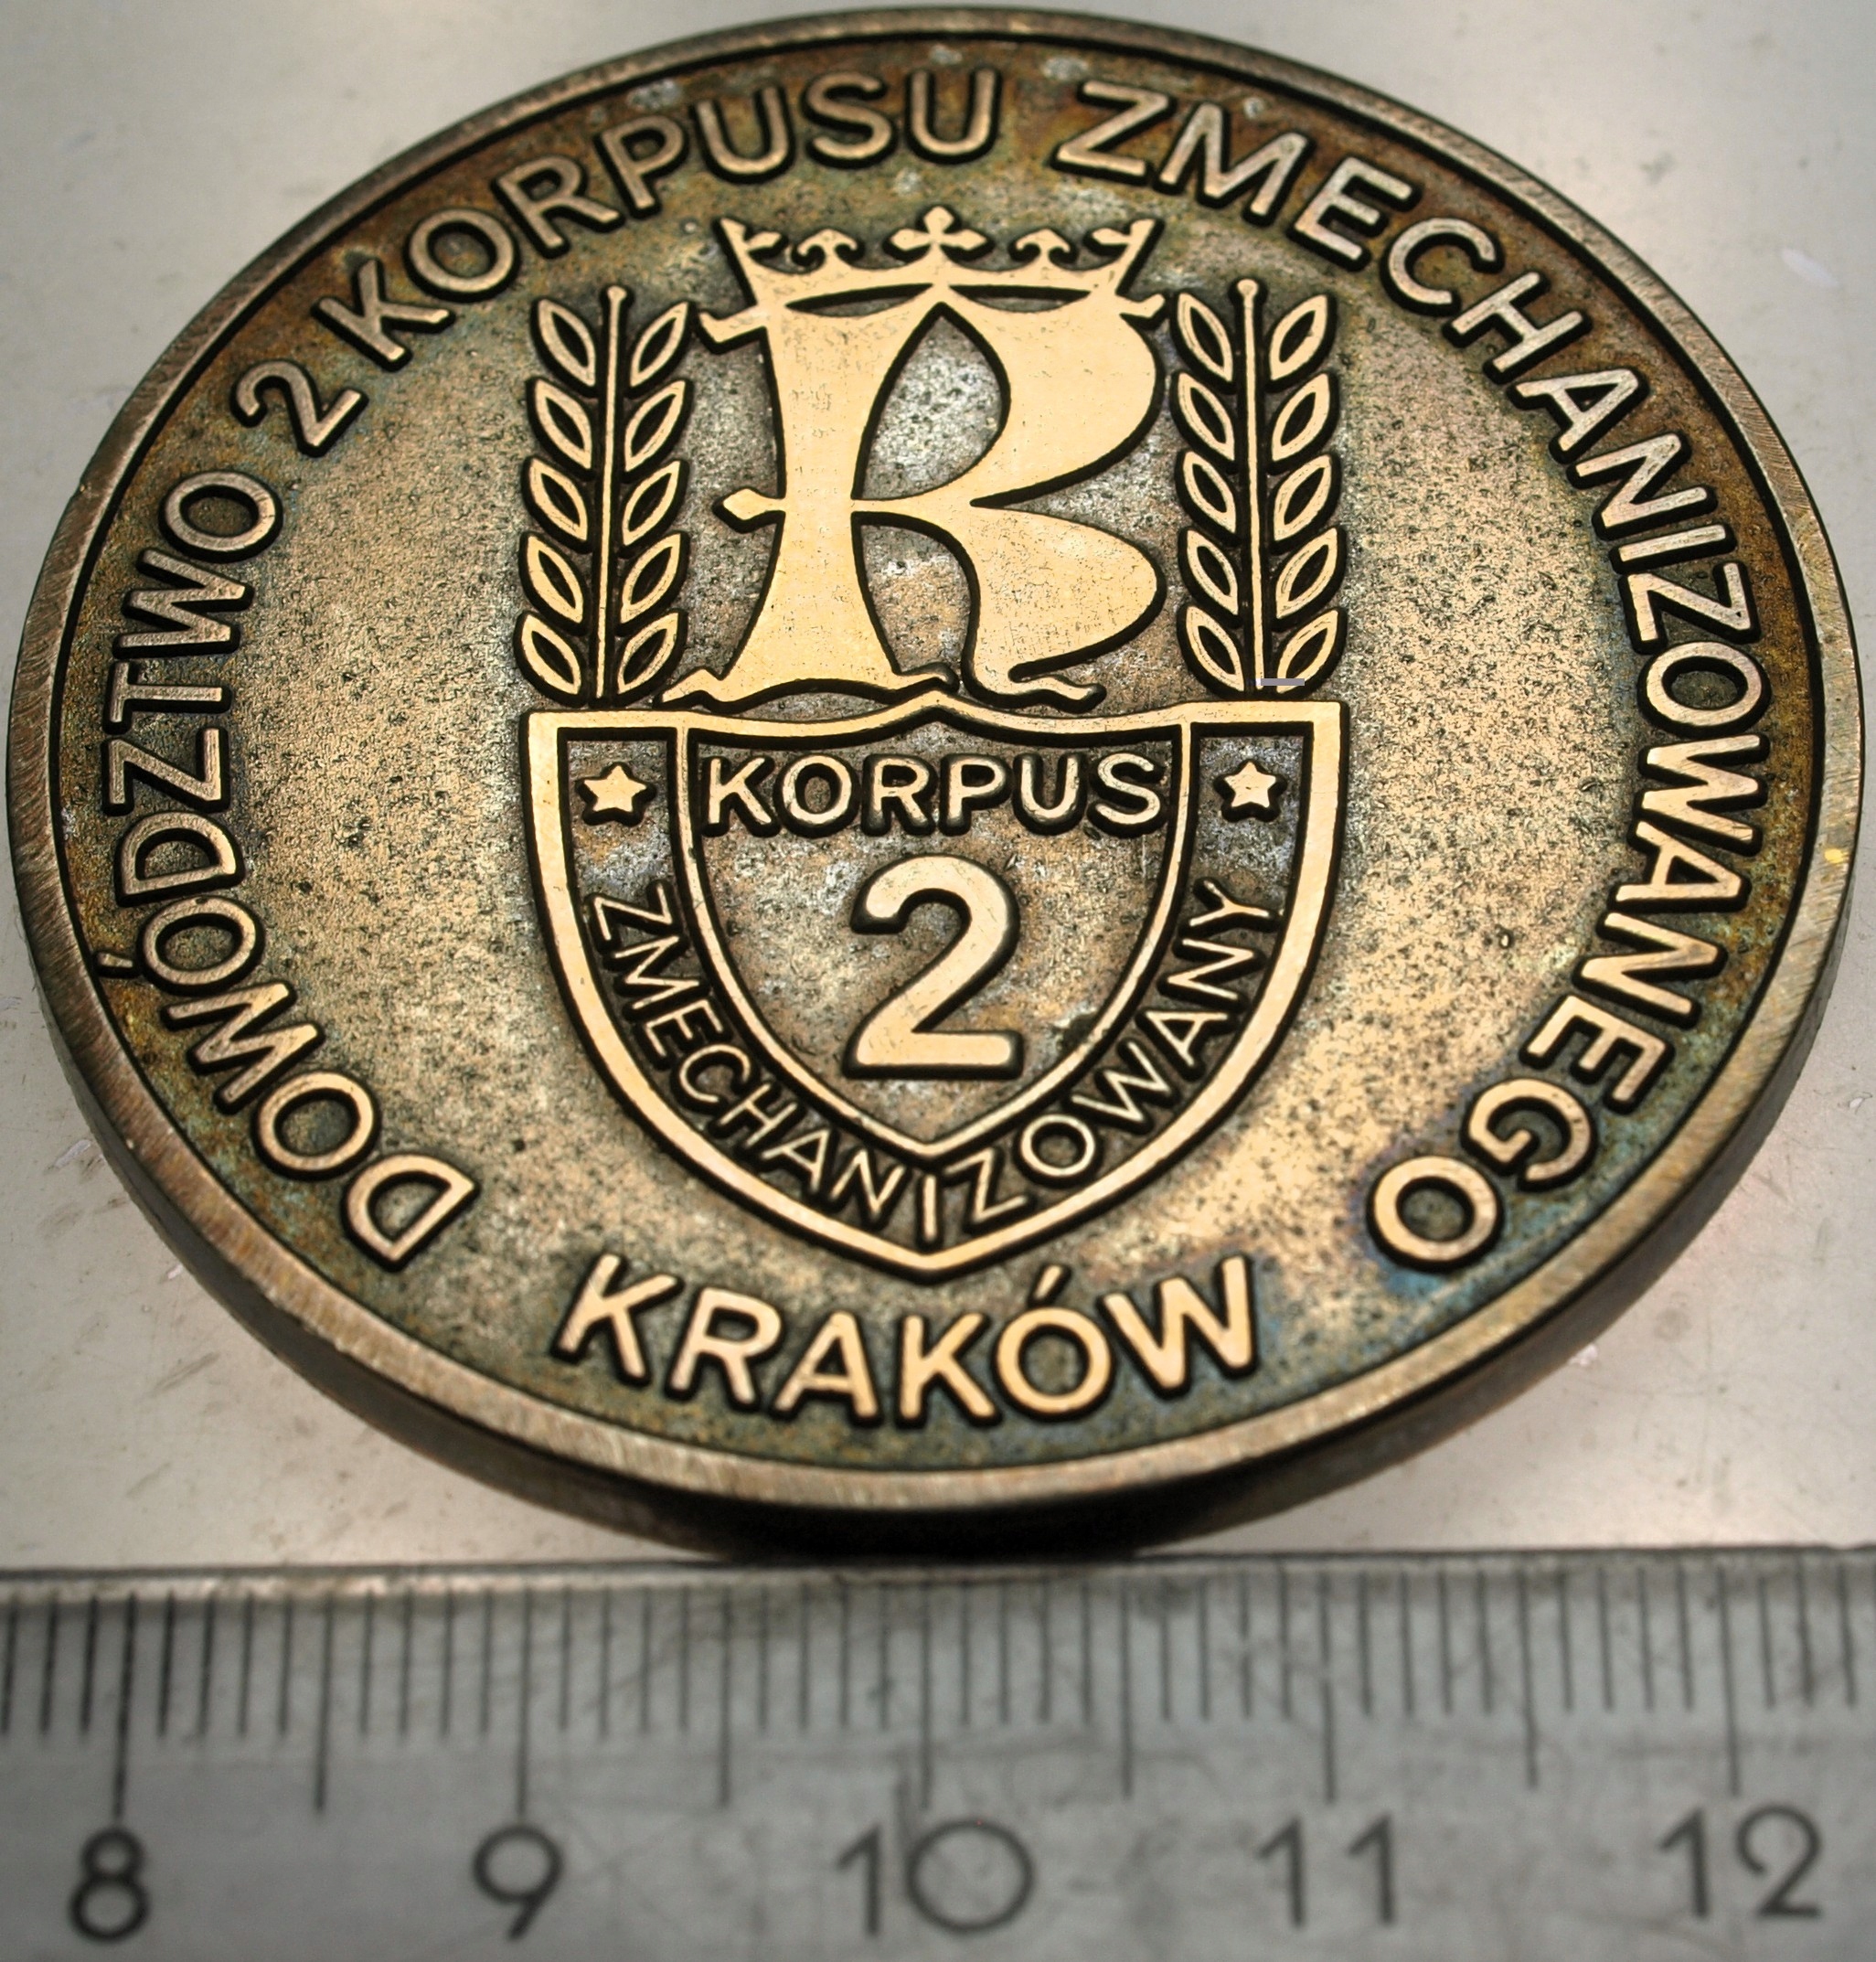 DOWÓDZTWO 2 KORPUSU ZMECHANIZOWANEGO
R
KORPUS
2
ZMECHANIZOWANY
KRAKÓW
8 9 10 11 12